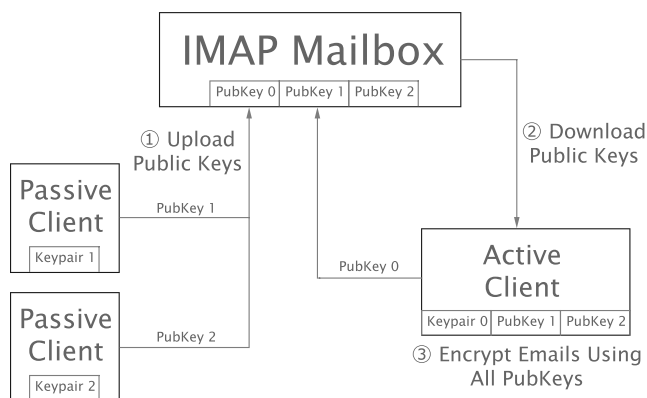 IMAP Mailbox
PubKey 0 PubKey 1 PubKey 2
① Upload
Public Keys
② Download
Public Keys
Passive
Client
Keypair 1
PubKey 1
Passive
Client
Keypair 2
PubKey 2
PubKey 0
Active
Client
Keypair 0 PubKey 1 PubKey 2
③ Encrypt Emails Using
All PubKeys